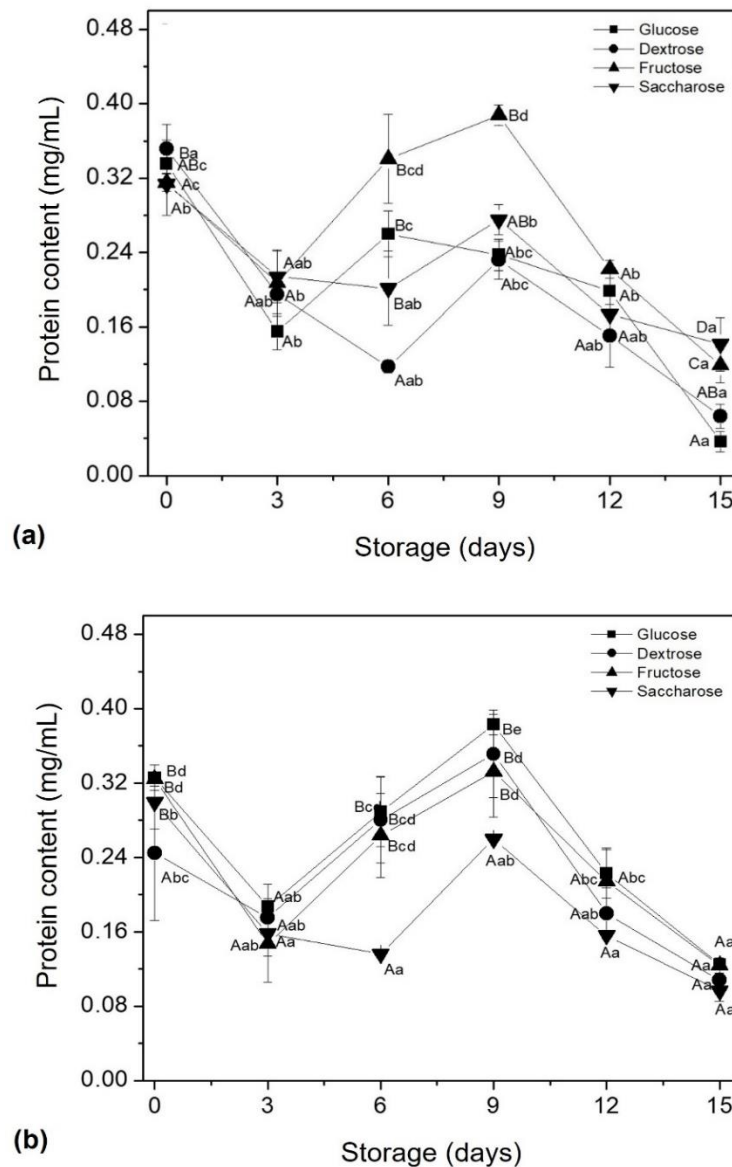 0.48
0.40
0.32
0.24
0.16
0.08
0.00
Protein content (mg/mL)
Glucose
Dextrose
Fructose
Saccharose
Ba
ABc
Ac
Ab
Aab
Aab
Ab
Ab
Bcd
Bc
Bab
Aab
Bd
ABb
Abc
Abc
Ab
Ab
Aab
Aab
Da
Ca
ABa
Aa
0 3 6 9 12 15
(a)
Storage (days)
0.48
0.40
0.32
0.24
0.16
0.08
0.00
Protein content (mg/mL)
Glucose
Dextrose
Fructose
Saccharose
Bd
Bd
Bb
Abc
Aab
Aab
Aab
Aa
Bcd
Bcd
Aa
Be
Bd
Bd
Aab
Abc
Abc
Aab
Aa
Aa
Aa
Aa
Aa
0 3 6 9 12 15
(b)
Storage (days)